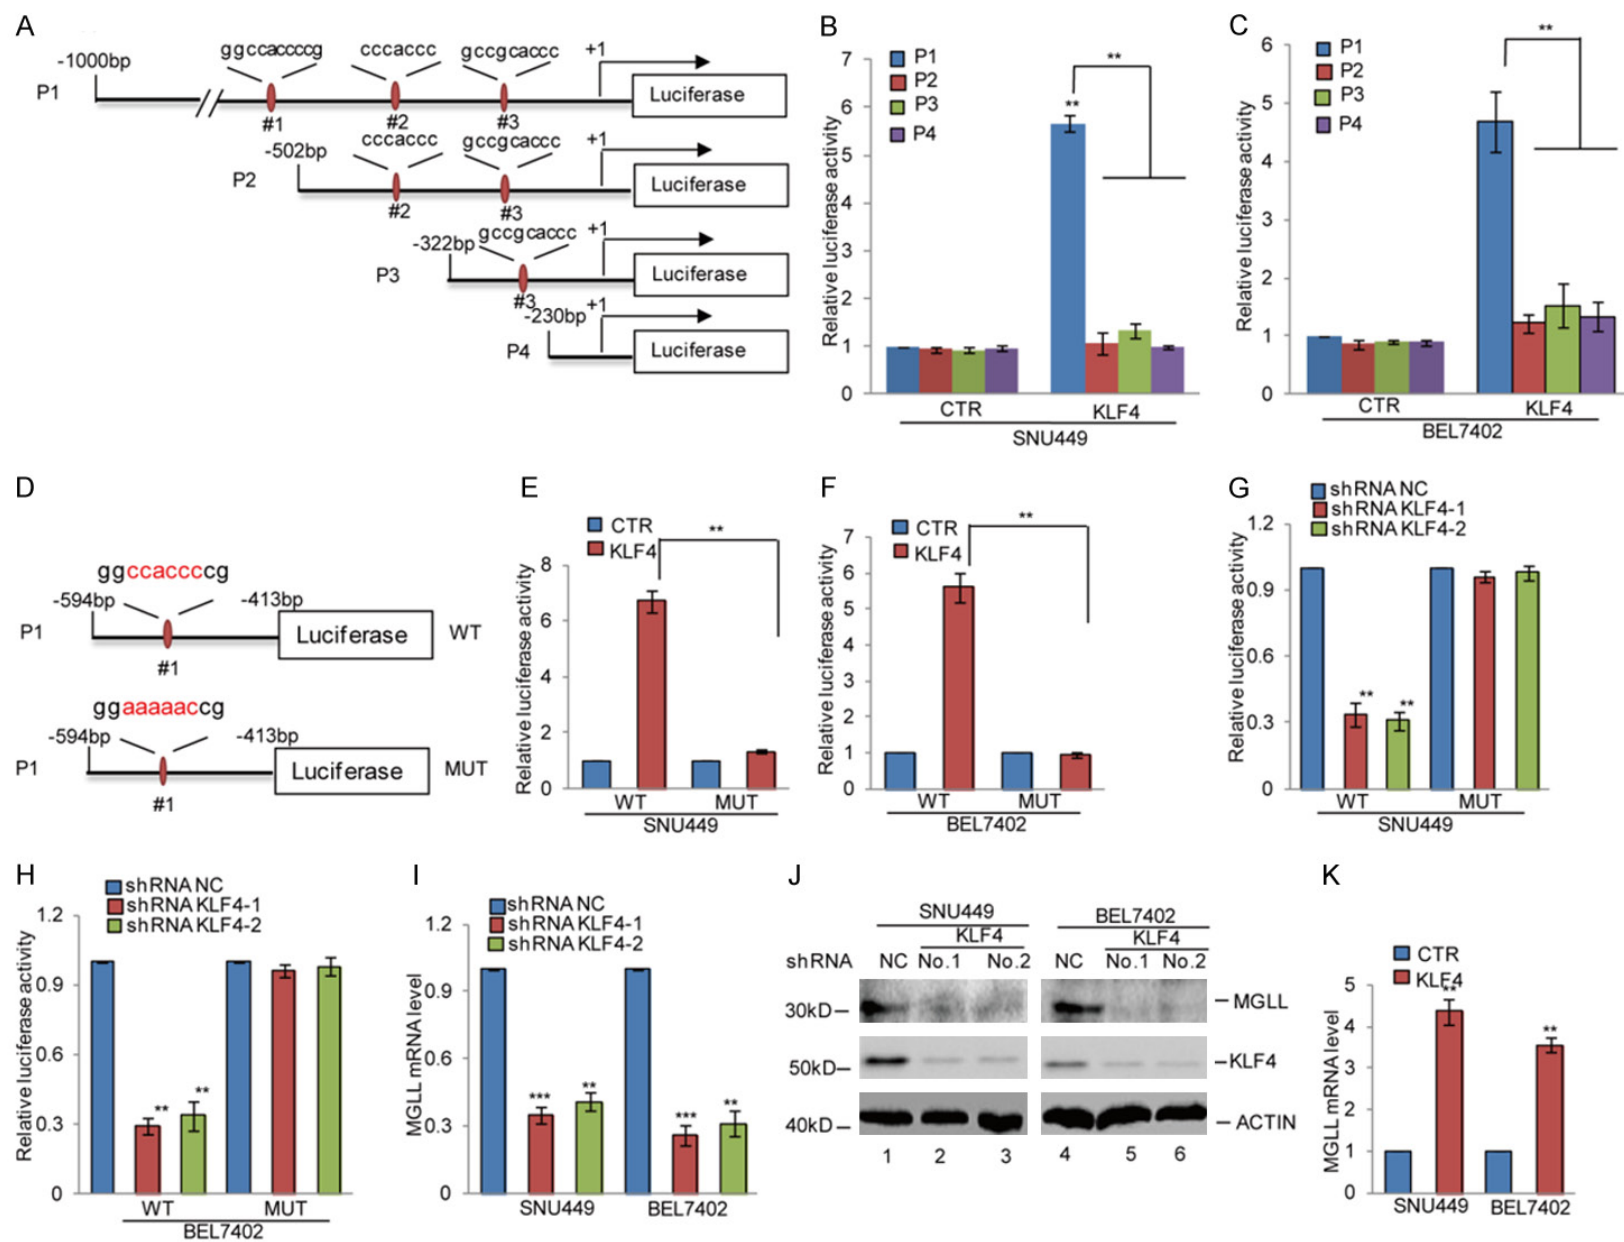 A
-1000bp
ggccaccccg
cccaccc
gccgcaccc
+1
P1
Luciferase
#1
#2
#3
-502bp
cccaccc
gccgcaccc
+1
P2
Luciferase
#2
#3
-322bp
gccgcaccc
+1
P3
Luciferase
#3
-230bp
+1
P4
Luciferase
B
Relative luciferase activity
7
6
5
4
3
2
1
0
P1
P2
P3
P4
**
**
CTR
KLF4
SNU449
C
Relative luciferase activity
6
5
4
3
2
1
0
P1
P2
P3
P4
**
CTR
KLF4
BEL7402
D
ggccaccccg
-594bp
-413bp
P1
Luciferase
WT
#1
ggaaaaaccg
-594bp
-413bp
P1
Luciferase
MUT
#1
E
Relative luciferase activity
8
6
4
2
0
CTR
KLF4
**
WT
MUT
SNU449
F
Relative luciferase activity
7
6
5
4
3
2
1
0
CTR
KLF4
**
WT
MUT
BEL7402
G
shRNA NC
shRNA KLF4-1
shRNA KLF4-2
Relative luciferase activity
1.2
0.9
0.6
0.3
0
**
**
WT
MUT
SNU449
H
shRNA NC
shRNA KLF4-1
shRNA KLF4-2
Relative luciferase activity
1.2
0.9
0.6
0.3
0
**
**
WT
MUT
BEL7402
I
shRNA NC
shRNA KLF4-1
shRNA KLF4-2
MGLL mRNA level
1.2
0.9
0.6
0.3
0
***
**
***
**
SNU449
BEL7402
J
SNU449
BEL7402
KLF4
KLF4
shRNA
NC
No.1
No.2
NC
No.1
No.2
30kD
MGLL
50kD
KLF4
40kD
ACTIN
1
2
3
4
5
6
K
CTR
KLF4
MGLL mRNA level
5
4
3
2
1
0
**
**
SNU449
BEL7402